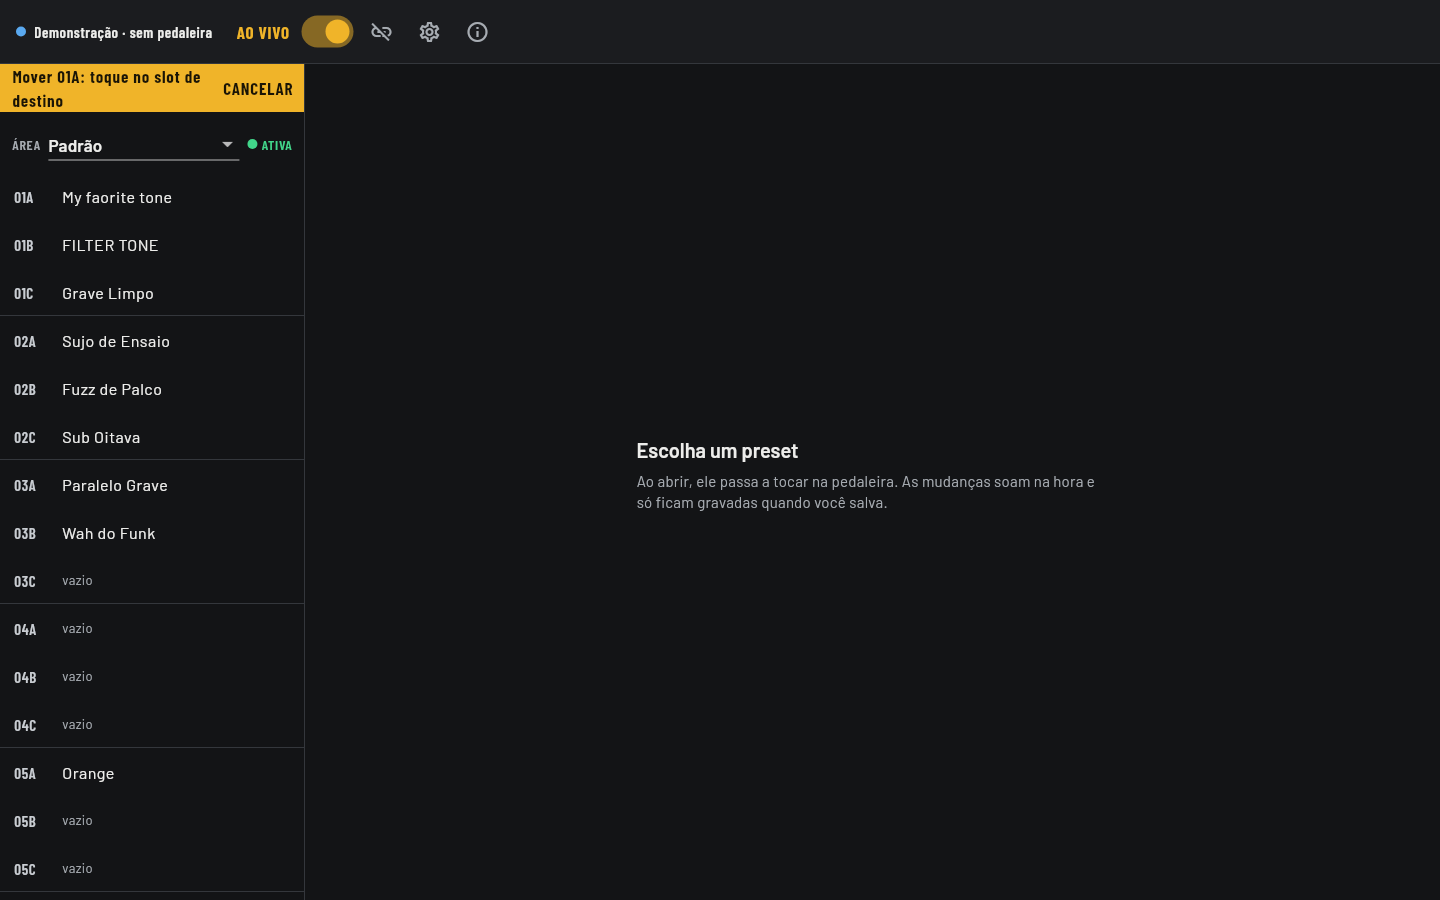 Demonstração · sem pedaleira
AO VIVO
Mover 01A: toque no slot de
destino
CANCELAR
ÁREA Padrão ATIVA
01A My faorite tone
01B FILTER TONE
01C Grave Limpo
02A Sujo de Ensaio
02B Fuzz de Palco
02C Sub Oitava
03A Paralelo Grave
03B Wah do Funk
03C vazio
04A vazio
04B vazio
04C vazio
05A Orange
05B vazio
05C vazio
Escolha um preset
Ao abrir, ele passa a tocar na pedaleira. As mudanças soam na hora e
só ficam gravadas quando você salva.